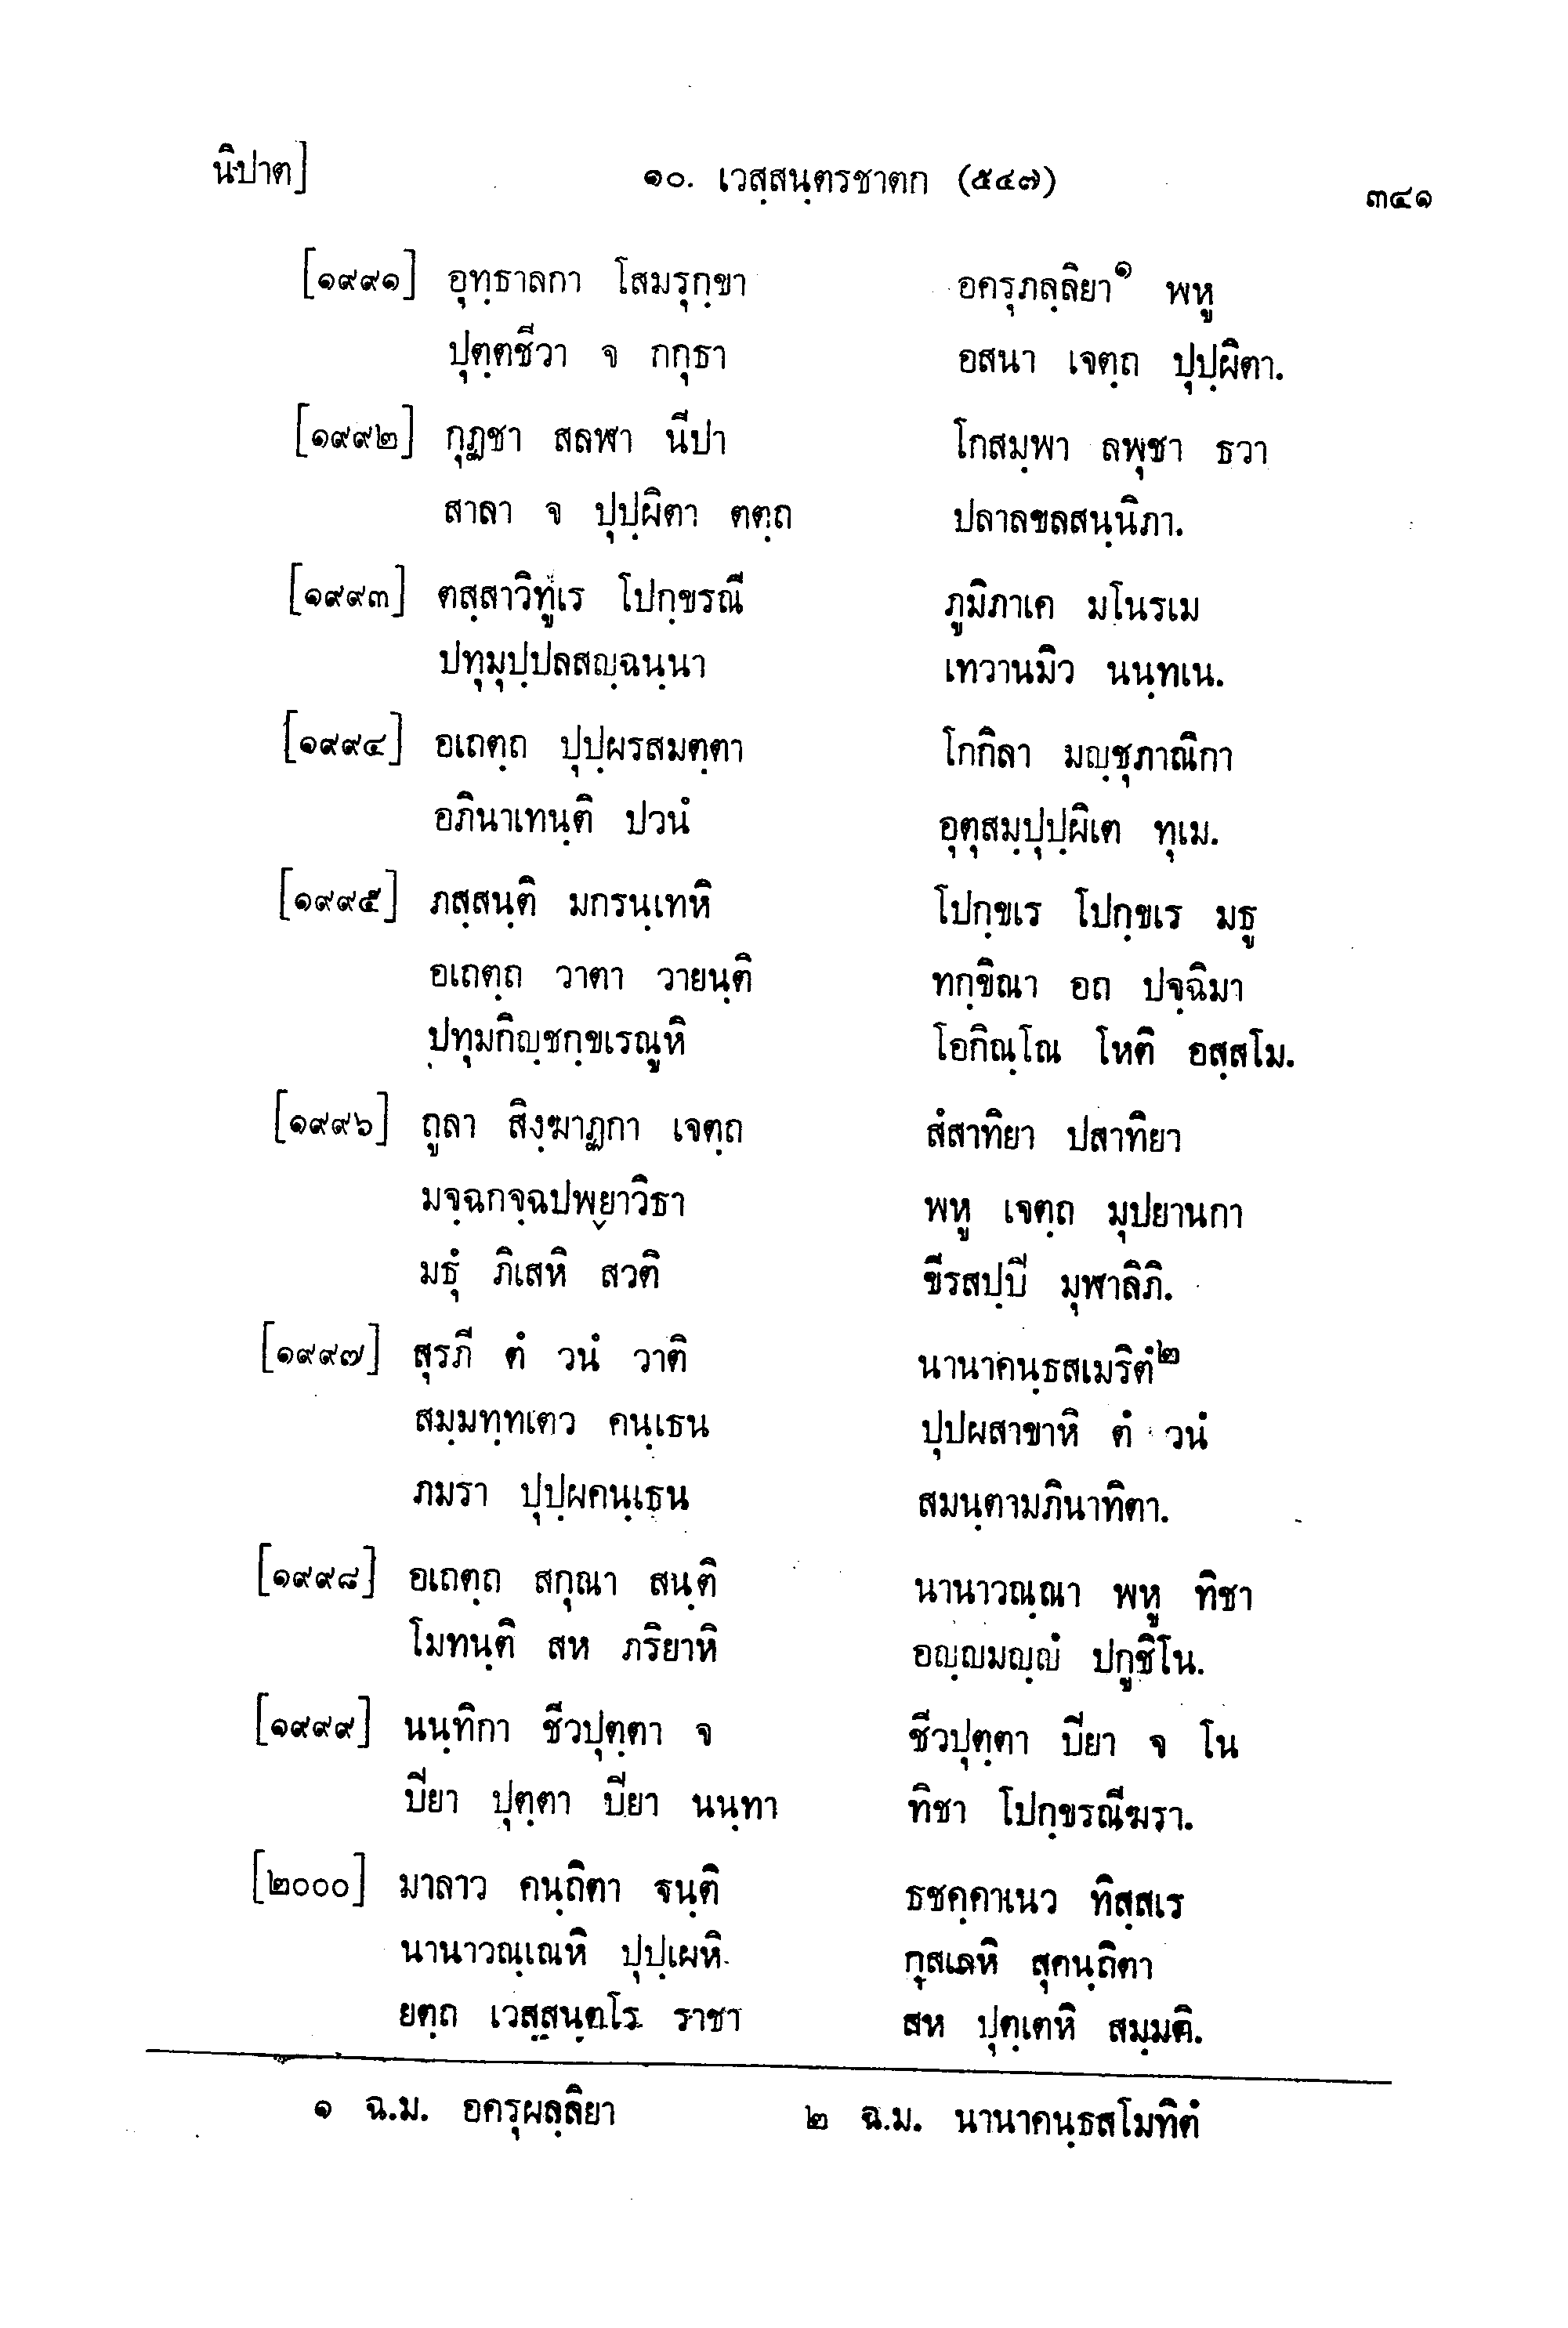 นิปาต] ๑๐. เวสฺสนฺตรชาตก (๕๔๗) ๓๔๑
[๑๙๙๑] อุทฺธาลกา โสมรุกฺขา อครุภลฺลิยา๑ พหู
ปุตฺตชีวา จ กกุธา อสนา เจตฺถ ปุปฺผิตา.
[๑๙๙๒] กุฏชา สลฬา นีปา โกสมฺพา ลพุชา ธวา
สาลา จ ปุปฺผิตา ตตฺถ ปลาลขลสนฺนิภา.
[๑๙๙๓] ตสฺสาวิทูเร โปกฺขรณี ภูมิภาเค มโนรเม
ปทุมุปฺปลสญฺฉนฺนา เทวานมิว นนฺทเน.
[๑๙๙๔] อเถตฺถ ปุปฺผรสมตฺตา โกกิลา มญฺชุภาณิกา
อภินาเทนฺติ ปวนํ อุตุสมฺปุปฺผิเต ทุเม.
[๑๙๙๕] ภสฺสนฺติ มกรนฺเทหิ โปกฺขเร โปกฺขเร มธู
อเถตฺถ วาตา วายนฺติ ทกฺขิณา อถ ปจฺฉิมา
ปทุมกิญฺชกฺขเรณูหิ โอกิณฺโณ โหติ อสฺสโม.
[๑๙๙๖] ถูลา สิงฺฆาฏกา เจตฺถ สํสาทิยา ปสาทิยา
มจฺฉกจฺฉปพฺยาวิธา พหู เจตฺถ มุปยานกา
มธุํ ภิเสหิ สวติ ขีรสปฺปิ มุฬาลิภิ.
[๑๙๙๗] สุรภี ตํ วนํ วาติ นานาคนฺธสเมริตํ๒
สมฺมทฺทเตว คนฺเธน ปุปผสาขาหิ ตํ วนํ
ภมรา ปุปฺผคนฺเธน สมนฺตามภินาทิตา.
[๑๙๙๘] อเถตฺถ สกุณา สนฺติ นานาวณฺณา พหู ทิชา
โมทนฺติ สห ภริยาหิ อญฺญมญฺญํ ปกูชิโน.
[๑๙๙๙] นนฺทิกา ชีวปุตฺตา จ ชีวปุตฺตา ปิยา จ โน
ปิยา ปุตฺตา ปิยา นนฺทา ทิชา โปกฺขรณีฆรา.
[๒๐๐๐] มาลาว คนฺถิตา ฐนฺติ ธชคฺคาเนว ทิสฺสเร
นานาวณฺเณหิ ปุปฺเผหิ กุสเลหิ สุคนฺถิตา
ยตฺถ เวสฺสนฺตโร ราชา สห ปุตฺเตหิ สมฺมติ.
๑ ฉ.ม. อครุผลฺลิยา ๒ ฉ.ม. นานาคนฺธสโมทิตํ